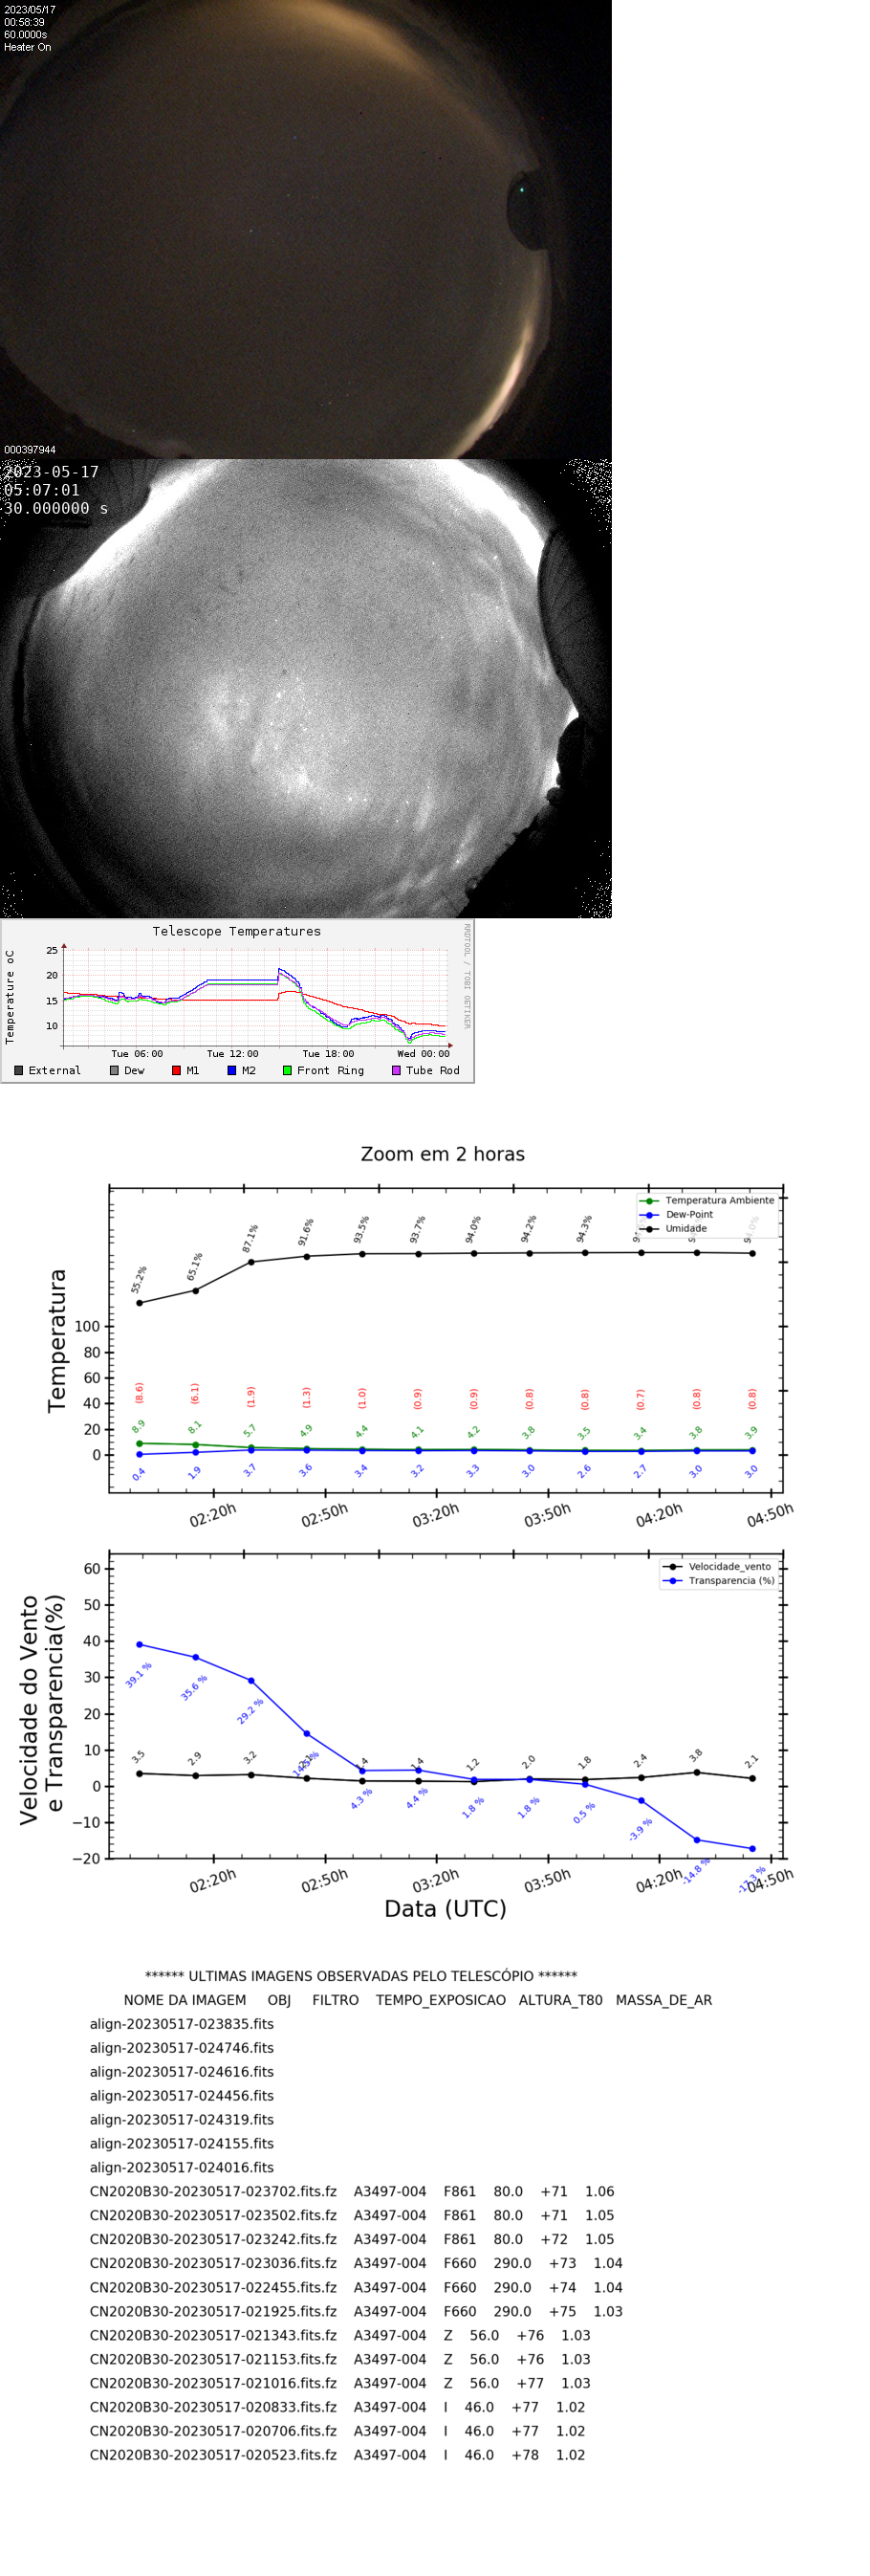 2023/05/17
00:58:39
60.0000s
Heater On
000397944
2023-05-17
05:07:01
30.000000 s
Telescope Temperatures
RRDTOOL / TOBI OETIKER
Temperature oC
25
20
15
10
Tue 06:00 Tue 12:00 Tue 18:00 Wed 00:00
External Dew M1 M2 Front Ring Tube Rod
Zoom em 2 horas
Temperatura Ambiente
Dew-Point
Umidade
55.2% 65.1% 87.1% 91.6% 93.5% 93.7% 94.0% 94.2% 94.3%
Temperatura
100
80
60
40
20
0
(8.6) (6.1) (1.9) (1.3) (1.0) (0.9) (0.9) (0.8) (0.8) (0.7) (0.8) (0.8)
8.9 8.1 5.7 4.9 4.4 4.1 4.2 3.8 3.5 3.4 3.8 3.9
0.4 1.9 3.7 3.6 3.4 3.2 3.3 3.0 2.6 2.7 3.0 3.0
02:20h 02:50h 03:20h 03:50h 04:20h 04:50h
Velocidade_vento
Transparencia (%)
Velocidade do Vento
e Transparencia(%)
60
50
40
30
20
10
0
−10
−20
3.5 2.9 3.2 1.4 1.4 1.2 2.0 1.8 2.4 3.8 2.1
39.1 % 35.6 % 29.2 % 4.3 % 4.4 % 1.8 % 1.8 % 0.5 % -3.9 % -14.8 % -17.3 %
02:20h 02:50h 03:20h 03:50h 04:20h 04:50h
Data (UTC)
****** ULTIMAS IMAGENS OBSERVADAS PELO TELESCÓPIO ******
NOME DA IMAGEM OBJ FILTRO TEMPO_EXPOSICAO ALTURA_T80 MASSA_DE_AR
align-20230517-023835.fits
align-20230517-024746.fits
align-20230517-024616.fits
align-20230517-024456.fits
align-20230517-024319.fits
align-20230517-024155.fits
align-20230517-024016.fits
CN2020B30-20230517-023702.fits.fz A3497-004 F861 80.0 +71 1.06
CN2020B30-20230517-023502.fits.fz A3497-004 F861 80.0 +71 1.05
CN2020B30-20230517-023242.fits.fz A3497-004 F861 80.0 +72 1.05
CN2020B30-20230517-023036.fits.fz A3497-004 F660 290.0 +73 1.04
CN2020B30-20230517-022455.fits.fz A3497-004 F660 290.0 +74 1.04
CN2020B30-20230517-021925.fits.fz A3497-004 F660 290.0 +75 1.03
CN2020B30-20230517-021343.fits.fz A3497-004 Z 56.0 +76 1.03
CN2020B30-20230517-021153.fits.fz A3497-004 Z 56.0 +76 1.03
CN2020B30-20230517-021016.fits.fz A3497-004 Z 56.0 +77 1.03
CN2020B30-20230517-020833.fits.fz A3497-004 I 46.0 +77 1.02
CN2020B30-20230517-020706.fits.fz A3497-004 I 46.0 +77 1.02
CN2020B30-20230517-020523.fits.fz A3497-004 I 46.0 +78 1.02